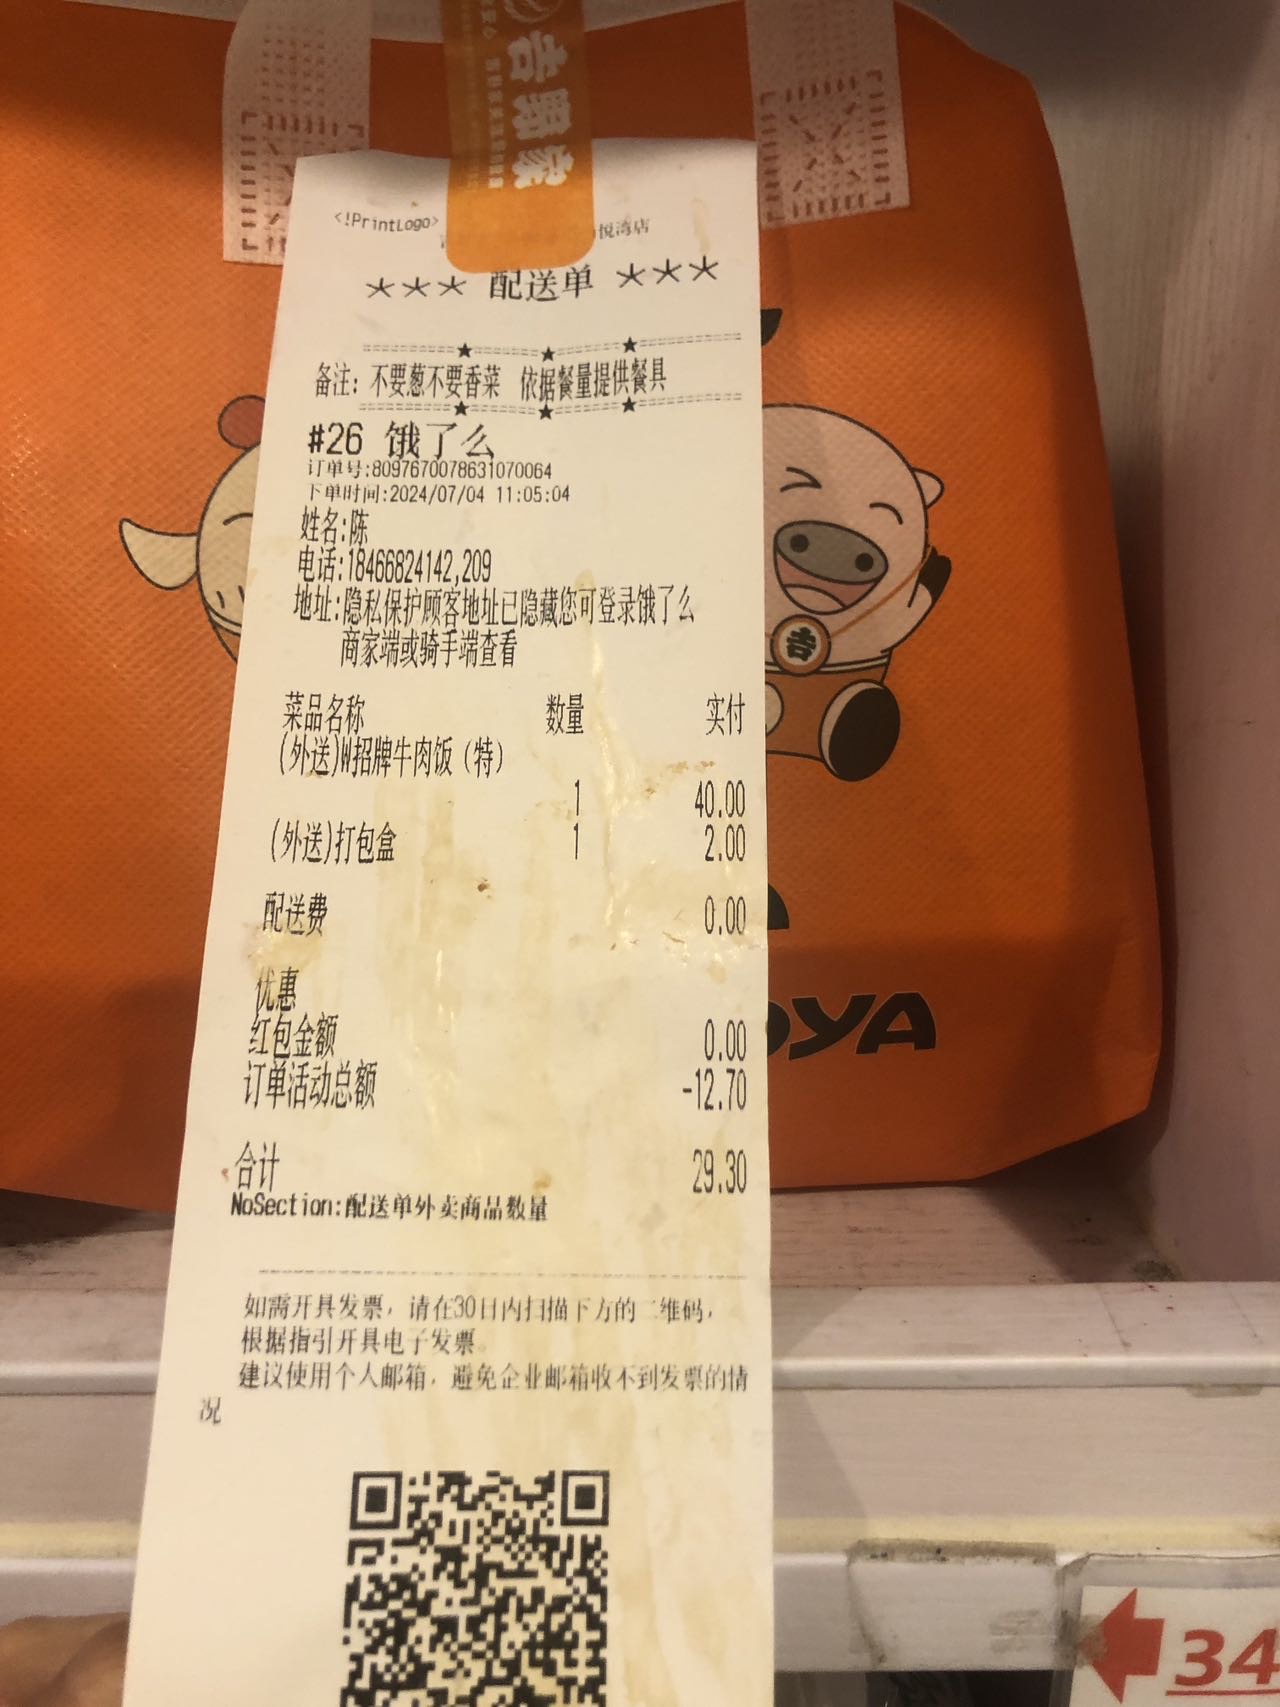 吉野家
<!PrintLogo>
悦湾店
*** 配送单 ***
备注: 不要葱不要香菜 依据餐量提供餐具
#26 饿了么
订单号:8097670078631070064
下单时间:2024/07/04 11:05:04
姓名:陈
电话:18466824142,209
地址:隐私保护顾客地址已隐藏您可登录饿了么
商家端或骑手端查看
菜品名称 数量 实付
(外送)W招牌牛肉饭（特）
1 40.00
(外送)打包盒 1 2.00
配送费 0.00
优惠
红包金额 0.00
订单活动总额 -12.70
合计 29.30
NoSection:配送单外卖商品数量
如需开具发票，请在30日内扫描下方的二维码，
根据指引开具电子发票。
建议使用个人邮箱，避免企业邮箱收不到发票的情
况
吉
OYA
34